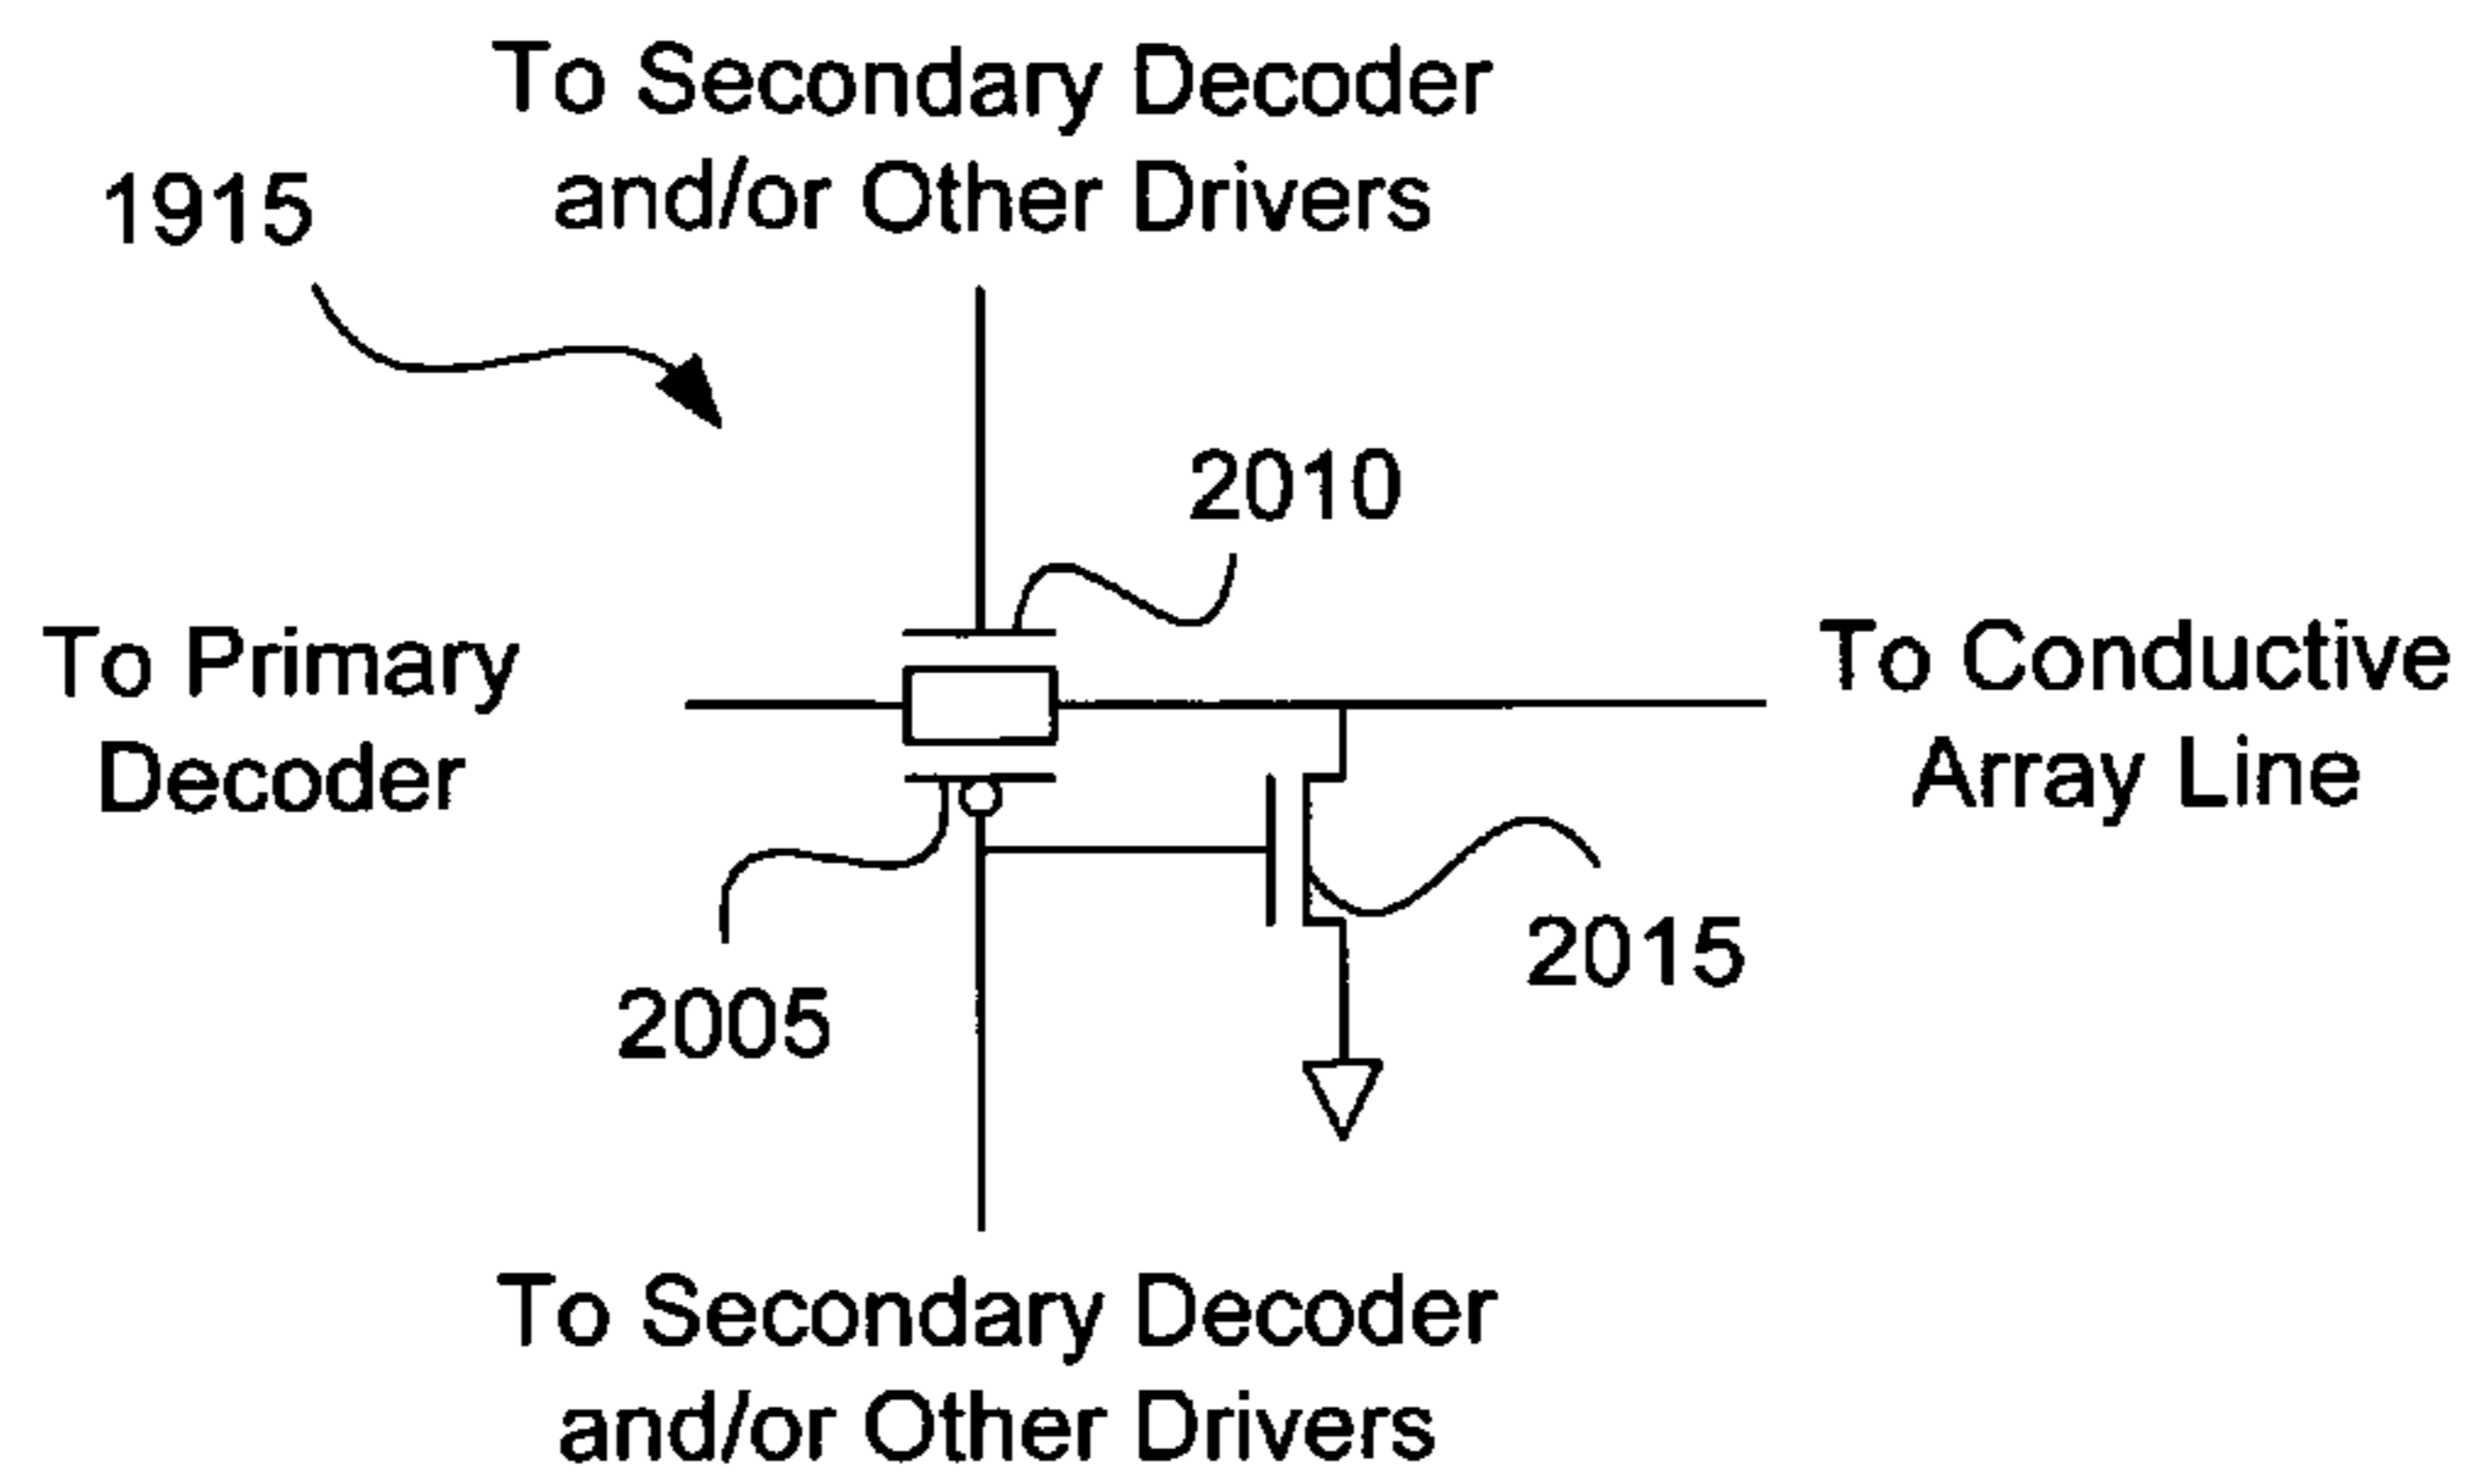 To Secondary Decoder
and/or Other Drivers
1915
2010
To Primary
Decoder
To Conductive
Array Line
2005
2015
To Secondary Decoder
and/or Other Drivers